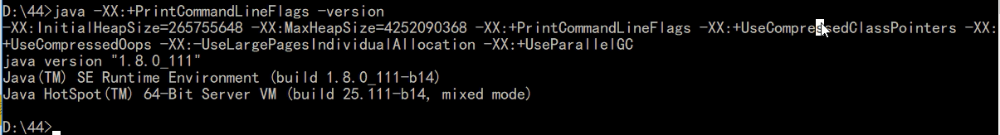 D:\44>java -XX:+PrintCommandLineFlags -version
-XX:InitialHeapSize=265755648 -XX:MaxHeapSize=4252090368 -XX:+PrintCommandLineFlags -XX:+UseCompressedClassPointers -XX:
+UseCompressedOops -XX:-UseLargePagesIndividualAllocation -XX:+UseParallelGC
java version "1.8.0_111"
Java(TM) SE Runtime Environment (build 1.8.0_111-b14)
Java HotSpot(TM) 64-Bit Server VM (build 25.111-b14, mixed mode)
D:\44>